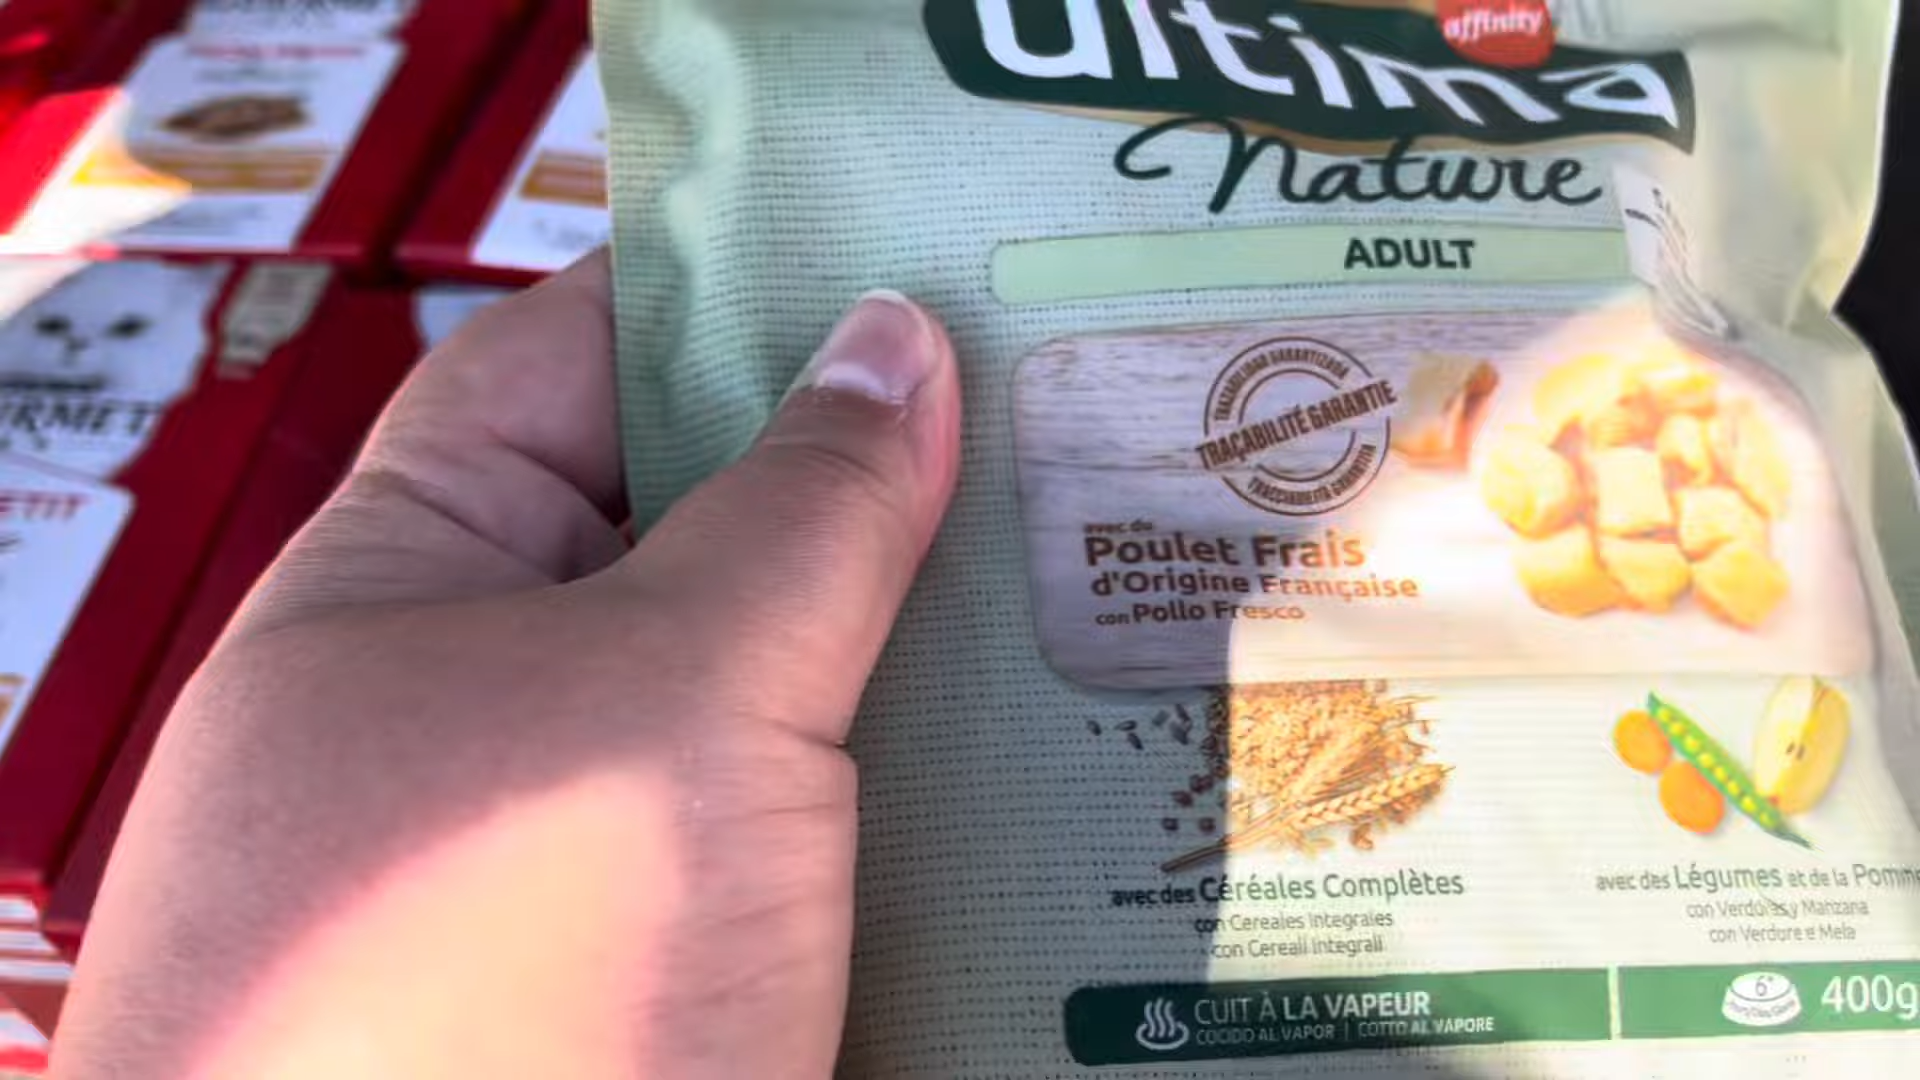 affinity
ultima
Nature
ADULT
TRAZABILIDAD GARANTIZADA
TRAÇABILITÉ GARANTIE
TRACCIABILITÀ GARANTITA
avec du
Poulet Frais
d'Origine Française
con Pollo Fresco
avec des Céréales Complètes
con Cereales Integrales
con Cereali Integrali
avec des Légumes et de la Pomme
con Verduras y Manzana
con Verdure e Mela
CUIT À LA VAPEUR
COCIDO AL VAPOR | COTTO AL VAPORE
400g